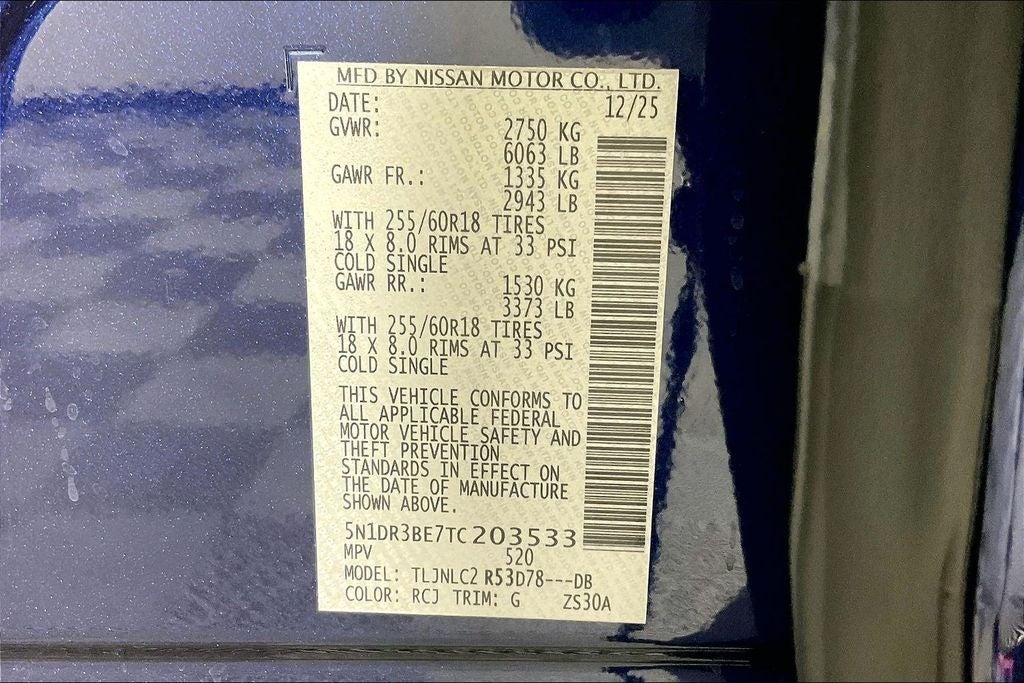 MFD BY NISSAN MOTOR CO., LTD.
DATE: 12/25
GVWR: 2750 KG
6063 LB
GAWR FR.: 1335 KG
2943 LB
WITH 255/60R18 TIRES
18 X 8.0 RIMS AT 33 PSI
COLD SINGLE
GAWR RR.: 1530 KG
3373 LB
WITH 255/60R18 TIRES
18 X 8.0 RIMS AT 33 PSI
COLD SINGLE
THIS VEHICLE CONFORMS TO
ALL APPLICABLE FEDERAL
MOTOR VEHICLE SAFETY AND
THEFT PREVENTION
STANDARDS IN EFFECT ON
THE DATE OF MANUFACTURE
SHOWN ABOVE.
5N1DR3BE7TC203533
MPV 520
MODEL: TLJNLC2 R53D78---DB
COLOR: RCJ TRIM: G ZS30A